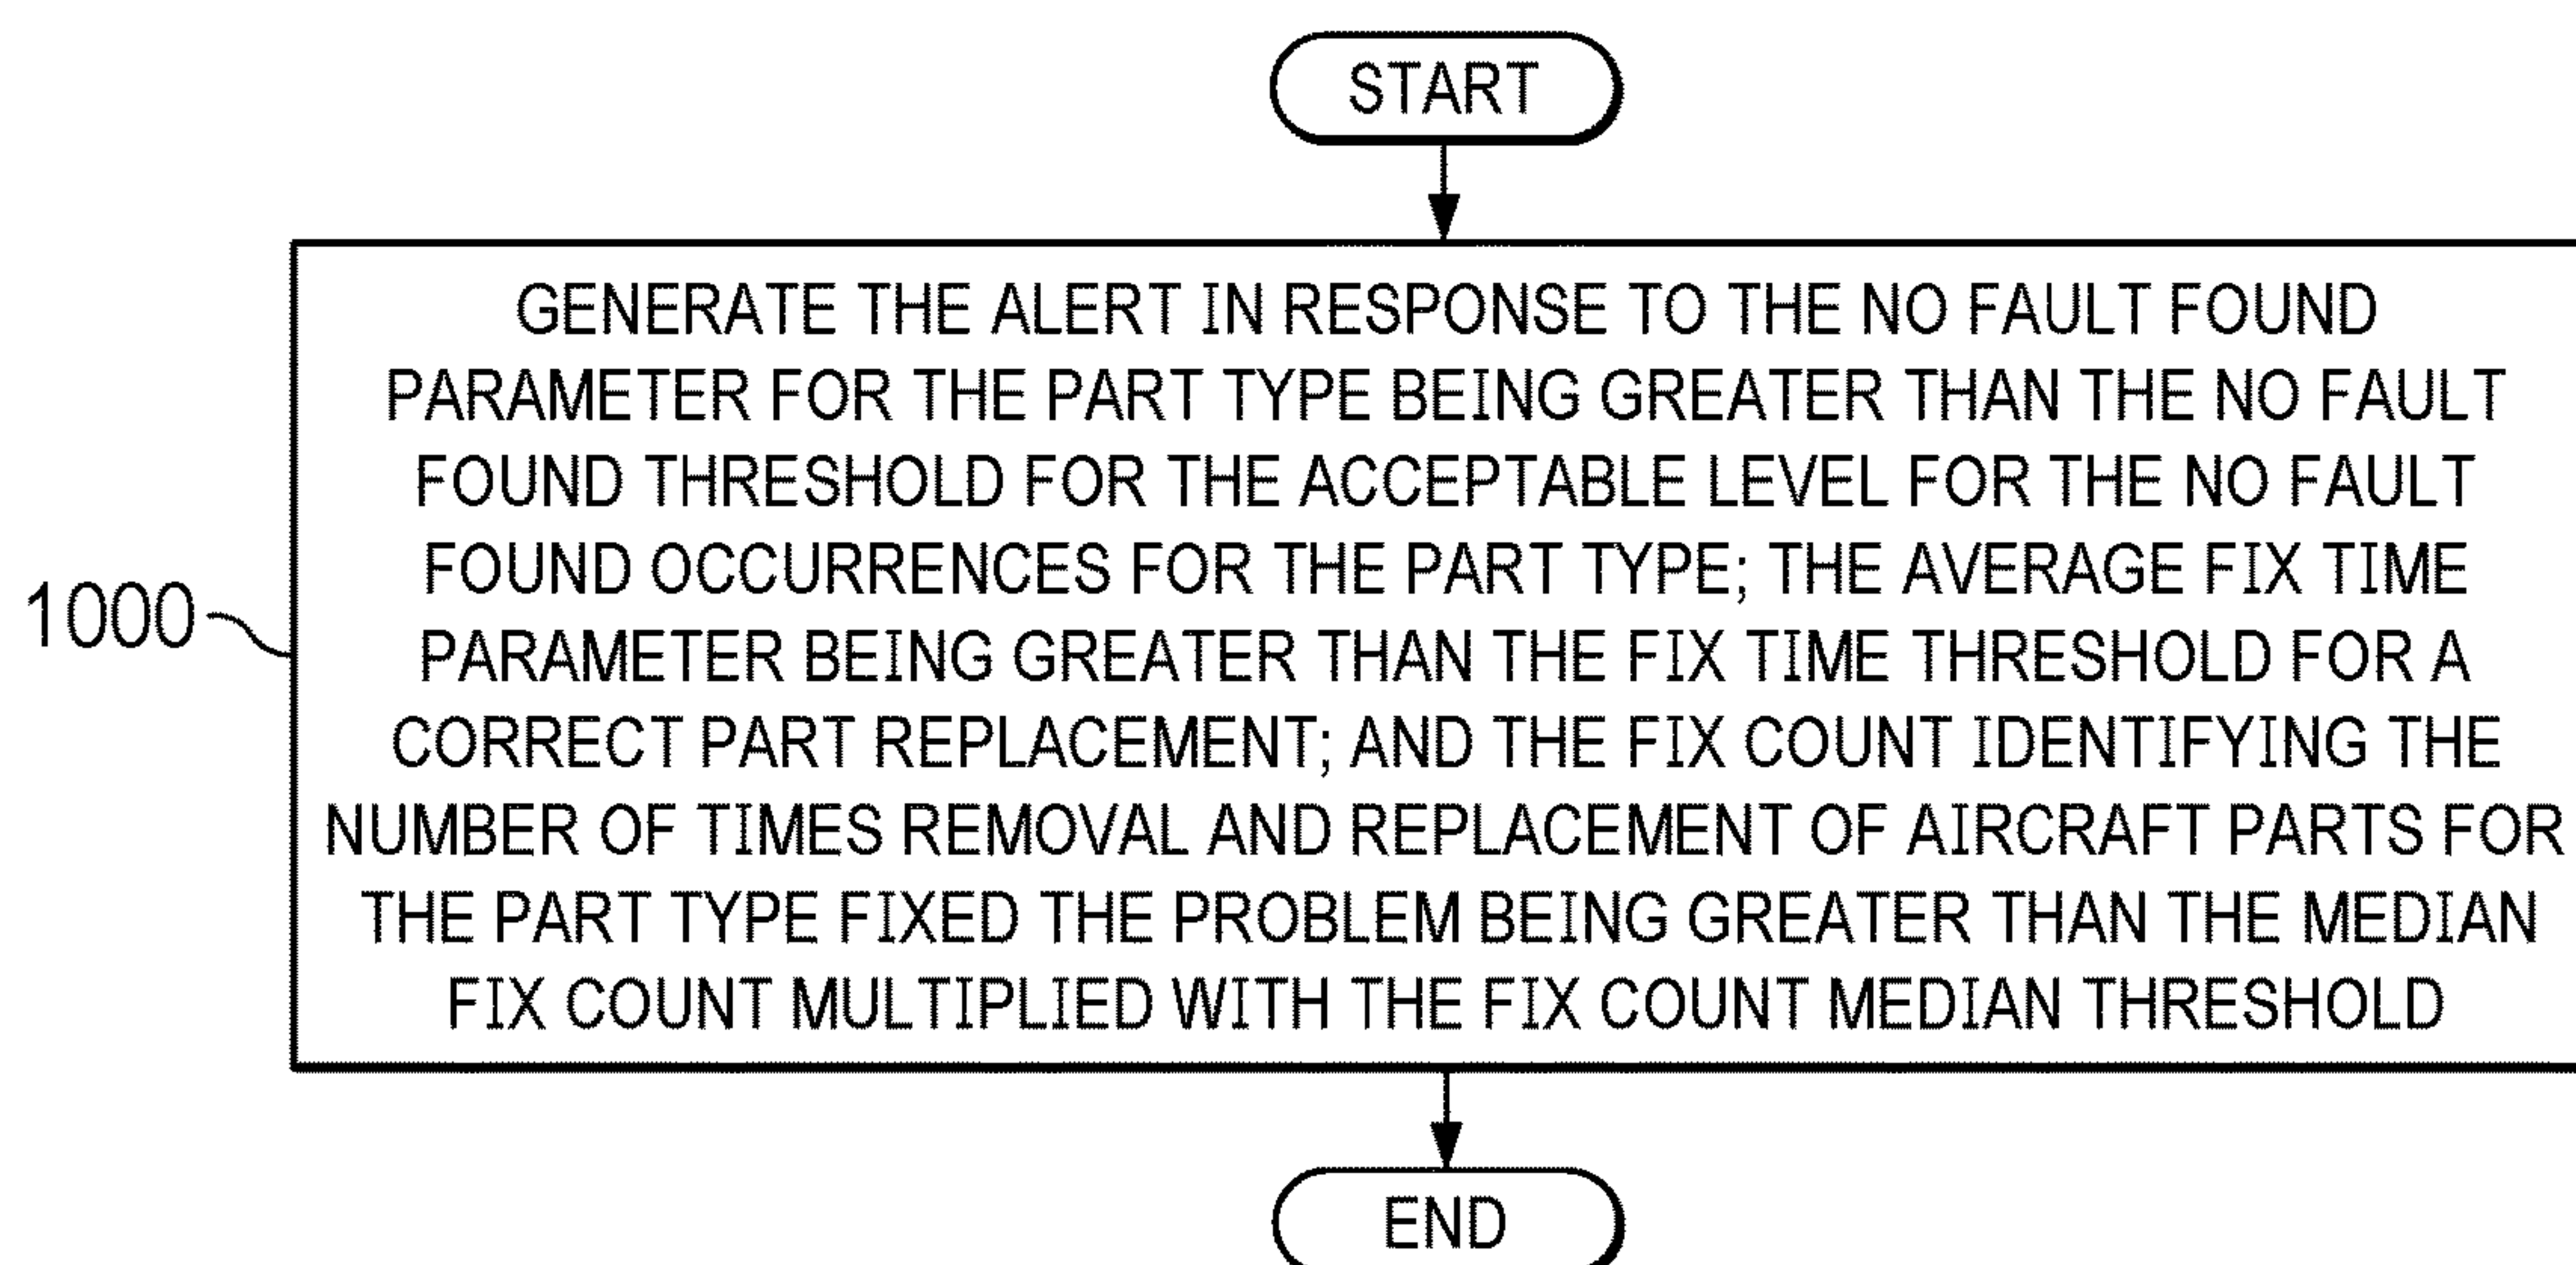 START
GENERATE THE ALERT IN RESPONSE TO THE NO FAULT FOUND
PARAMETER FOR THE PART TYPE BEING GREATER THAN THE NO FAULT
FOUND THRESHOLD FOR THE ACCEPTABLE LEVEL FOR THE NO FAULT
FOUND OCCURRENCES FOR THE PART TYPE; THE AVERAGE FIX TIME
PARAMETER BEING GREATER THAN THE FIX TIME THRESHOLD FOR A
CORRECT PART REPLACEMENT; AND THE FIX COUNT IDENTIFYING THE
NUMBER OF TIMES REMOVAL AND REPLACEMENT OF AIRCRAFT PARTS FOR
THE PART TYPE FIXED THE PROBLEM BEING GREATER THAN THE MEDIAN
FIX COUNT MULTIPLIED WITH THE FIX COUNT MEDIAN THRESHOLD
1000
END